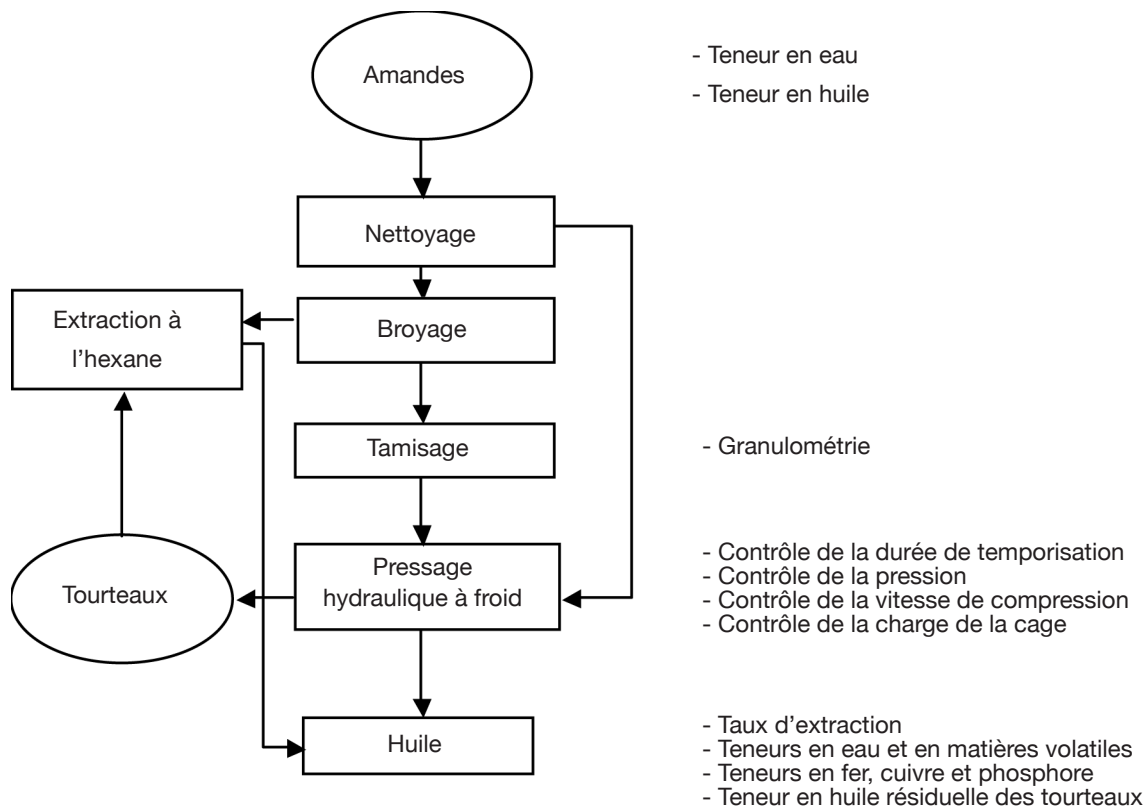 Amandes
- Teneur en eau
- Teneur en huile
Nettoyage
Extraction à
l'hexane
Broyage
Tamisage
- Granulométrie
Tourteaux
Pressage
hydraulique à froid
- Contrôle de la durée de temporisation
- Contrôle de la pression
- Contrôle de la vitesse de compression
- Contrôle de la charge de la cage
Huile
- Taux d'extraction
- Teneurs en eau et en matières volatiles
- Teneurs en fer, cuivre et phosphore
- Teneur en huile résiduelle des tourteaux